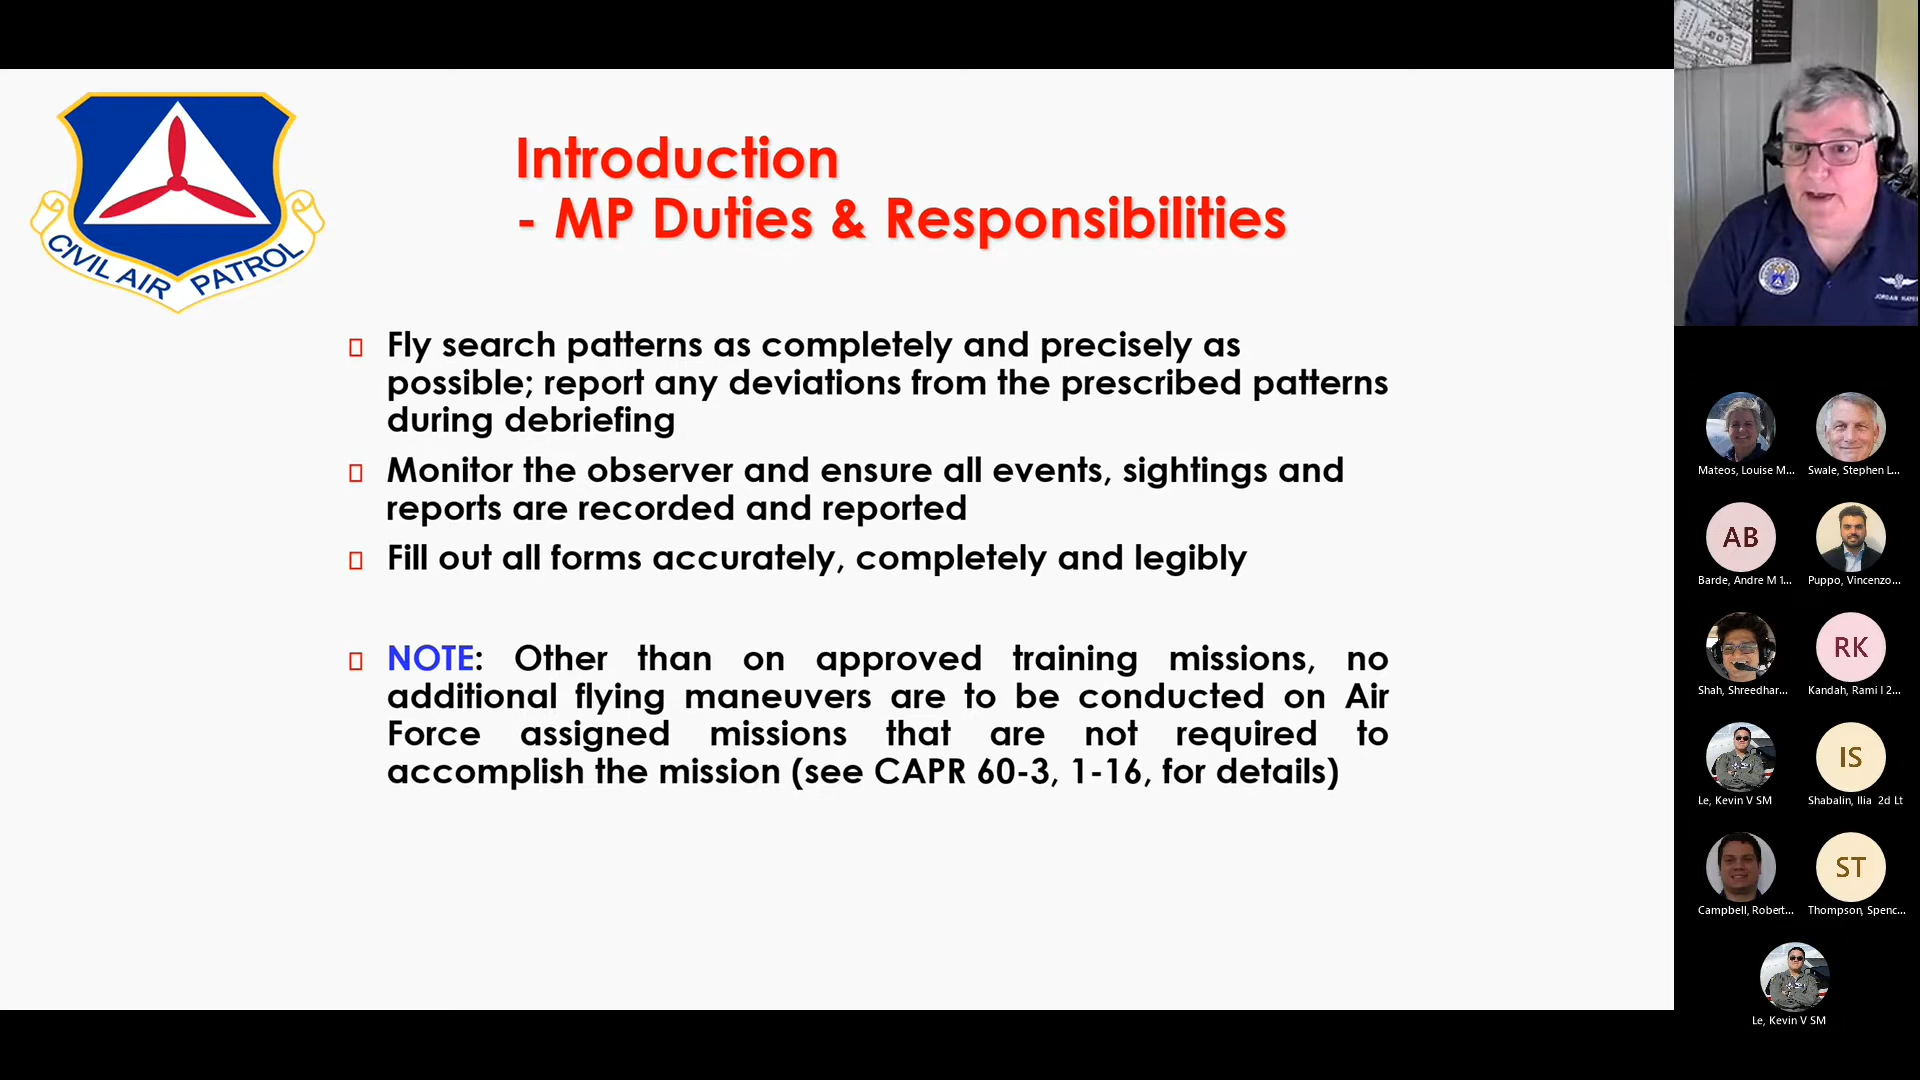 CIVIL AIR PATROL
Introduction
- MP Duties & Responsibilities
Fly search patterns as completely and precisely as
possible; report any deviations from the prescribed patterns
during debriefing
Monitor the observer and ensure all events, sightings and
reports are recorded and reported
Fill out all forms accurately, completely and legibly
NOTE: Other than on approved training missions, no
additional flying maneuvers are to be conducted on Air
Force assigned missions that are not required to
accomplish the mission (see CAPR 60-3, 1-16, for details)
JORDAN HAYES
Mateos, Louise M...
Swale, Stephen L...
AB
Barde, Andre M 1...
Puppo, Vincenzo...
Shah, Shreedhar...
RK
Kandah, Rami I 2...
Le, Kevin V SM
IS
Shabalin, Ilia 2d Lt
Campbell, Robert...
ST
Thompson, Spenc...
Le, Kevin V SM